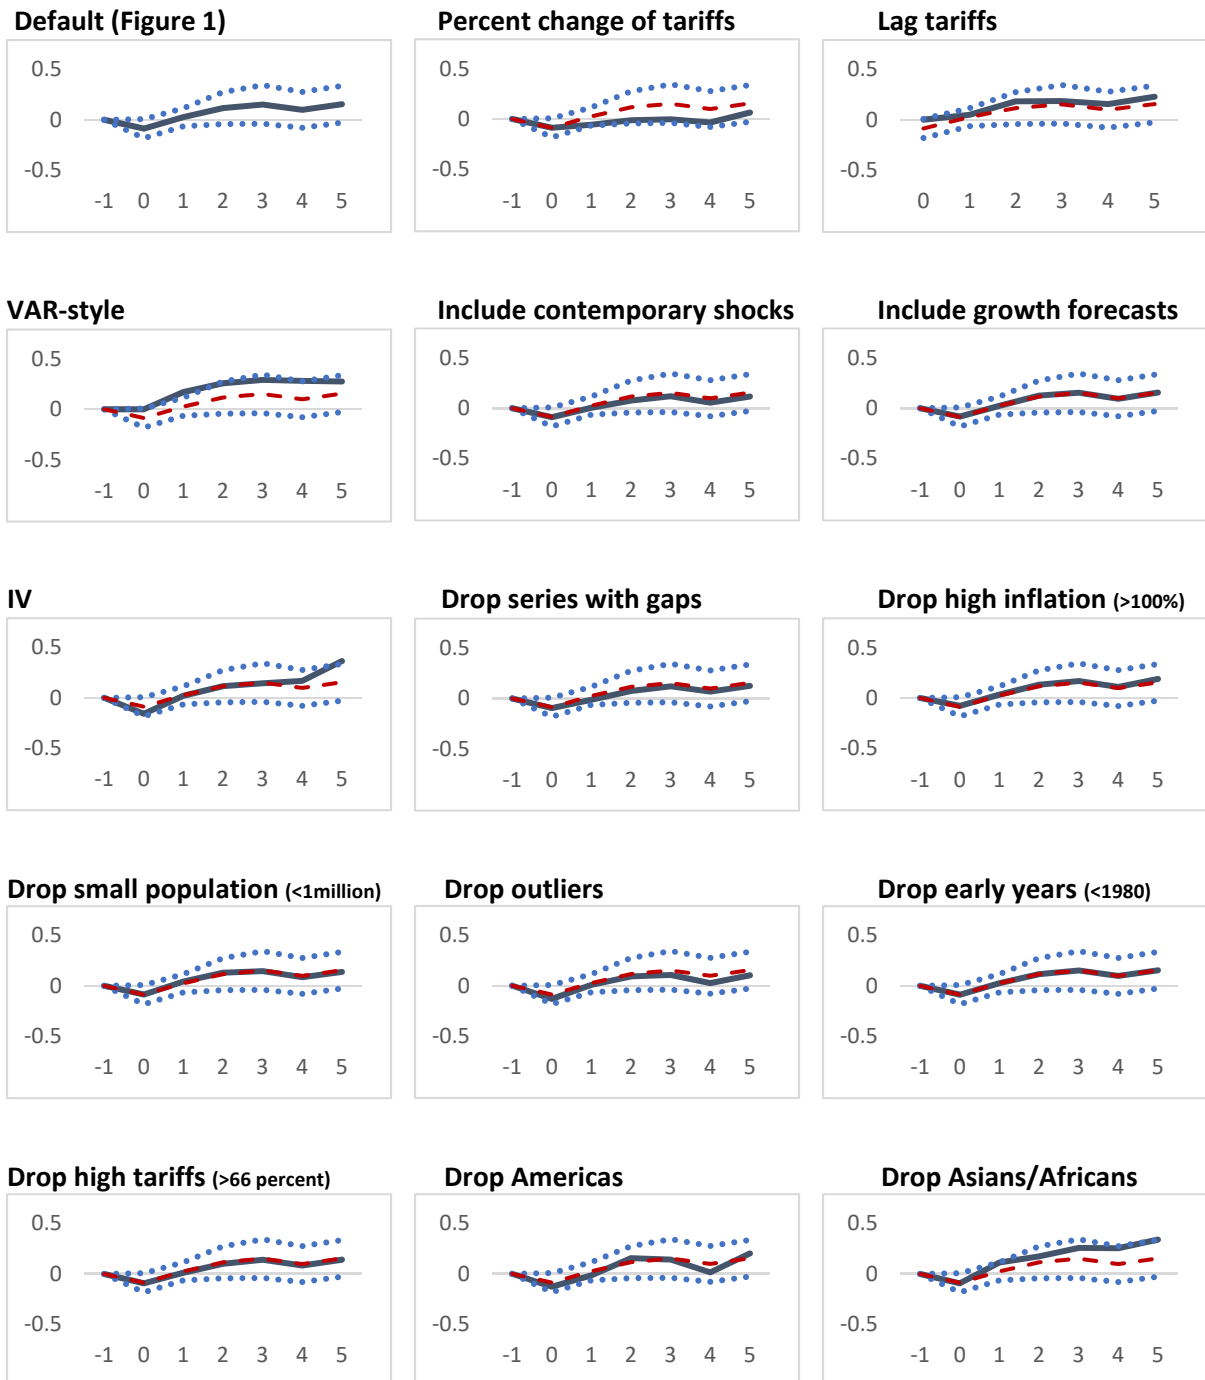 Default (Figure 1)
0.5
0
-0.5
-1 0 1 2 3 4 5
Percent change of tariffs
0.5
0
-0.5
-1 0 1 2 3 4 5
Lag tariffs
0.5
0
-0.5
0 1 2 3 4 5
VAR-style
0.5
0
-0.5
-1 0 1 2 3 4 5
Include contemporary shocks
0.5
0
-0.5
-1 0 1 2 3 4 5
Include growth forecasts
0.5
0
-0.5
-1 0 1 2 3 4 5
IV
0.5
0
-0.5
-1 0 1 2 3 4 5
Drop series with gaps
0.5
0
-0.5
-1 0 1 2 3 4 5
Drop high inflation (>100%)
0.5
0
-0.5
-1 0 1 2 3 4 5
Drop small population (<1million)
0.5
0
-0.5
-1 0 1 2 3 4 5
Drop outliers
0.5
0
-0.5
-1 0 1 2 3 4 5
Drop early years (<1980)
0.5
0
-0.5
-1 0 1 2 3 4 5
Drop high tariffs (>66 percent)
0.5
0
-0.5
-1 0 1 2 3 4 5
Drop Americas
0.5
0
-0.5
-1 0 1 2 3 4 5
Drop Asians/Africans
0.5
0
-0.5
-1 0 1 2 3 4 5